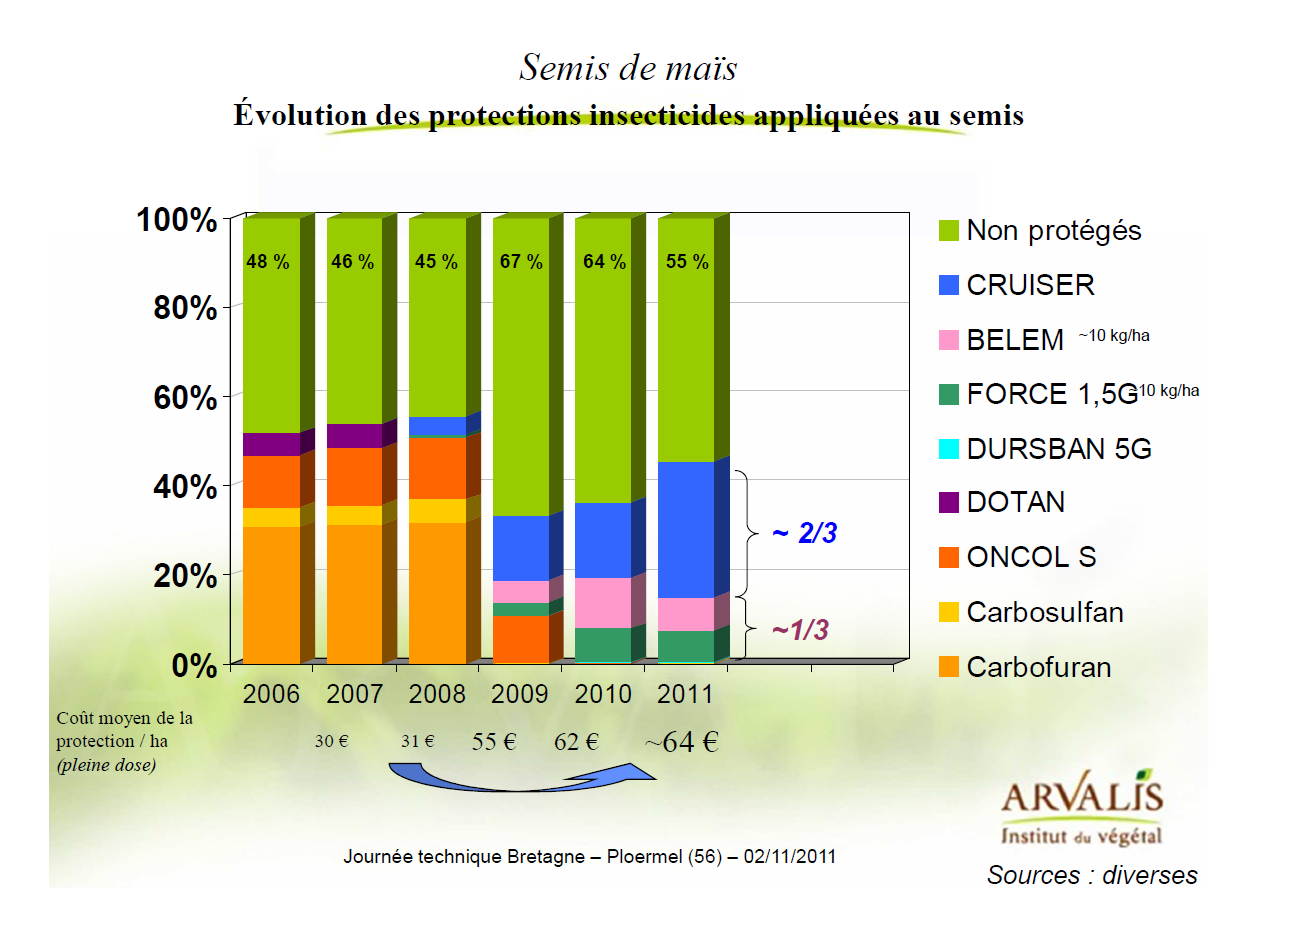 Semis de maïs
Évolution des protections insecticides appliquées au semis
100%
80%
60%
40%
20%
0%
48 %
46 %
45 %
67 %
64 %
55 %
~ 2/3
~1/3
Non protégés
CRUISER
BELEM ~10 kg/ha
FORCE 1,5G ~10 kg/ha
DURSBAN 5G
DOTAN
ONCOL S
Carbosulfan
Carbofuran
2006 2007 2008 2009 2010 2011
Coût moyen de la
protection / ha
(pleine dose)
30 € 31 € 55 € 62 € ~64 €
ARVALIS
Institut du végétal
Journée technique Bretagne – Ploermel (56) – 02/11/2011
Sources : diverses